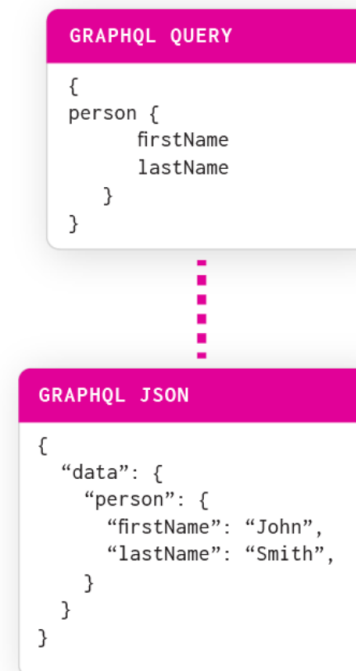 GRAPHQL QUERY
{
person {
firstName
lastName
}
}
GRAPHQL JSON
{
“data”: {
“person”: {
“firstName”: “John”,
“lastName”: “Smith”,
}
}
}